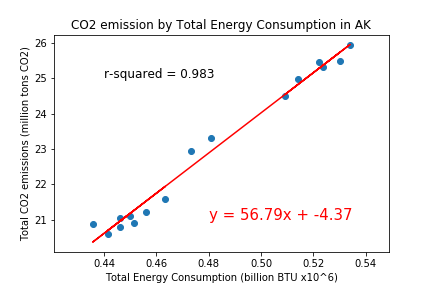 CO2 emission by Total Energy Consumption in AK
26
25
24
23
22
21
Total CO2 emissions (million tons CO2)
r-squared = 0.983
y = 56.79x + -4.37
0.44 0.46 0.48 0.50 0.52 0.54
Total Energy Consumption (billion BTU x10^6)